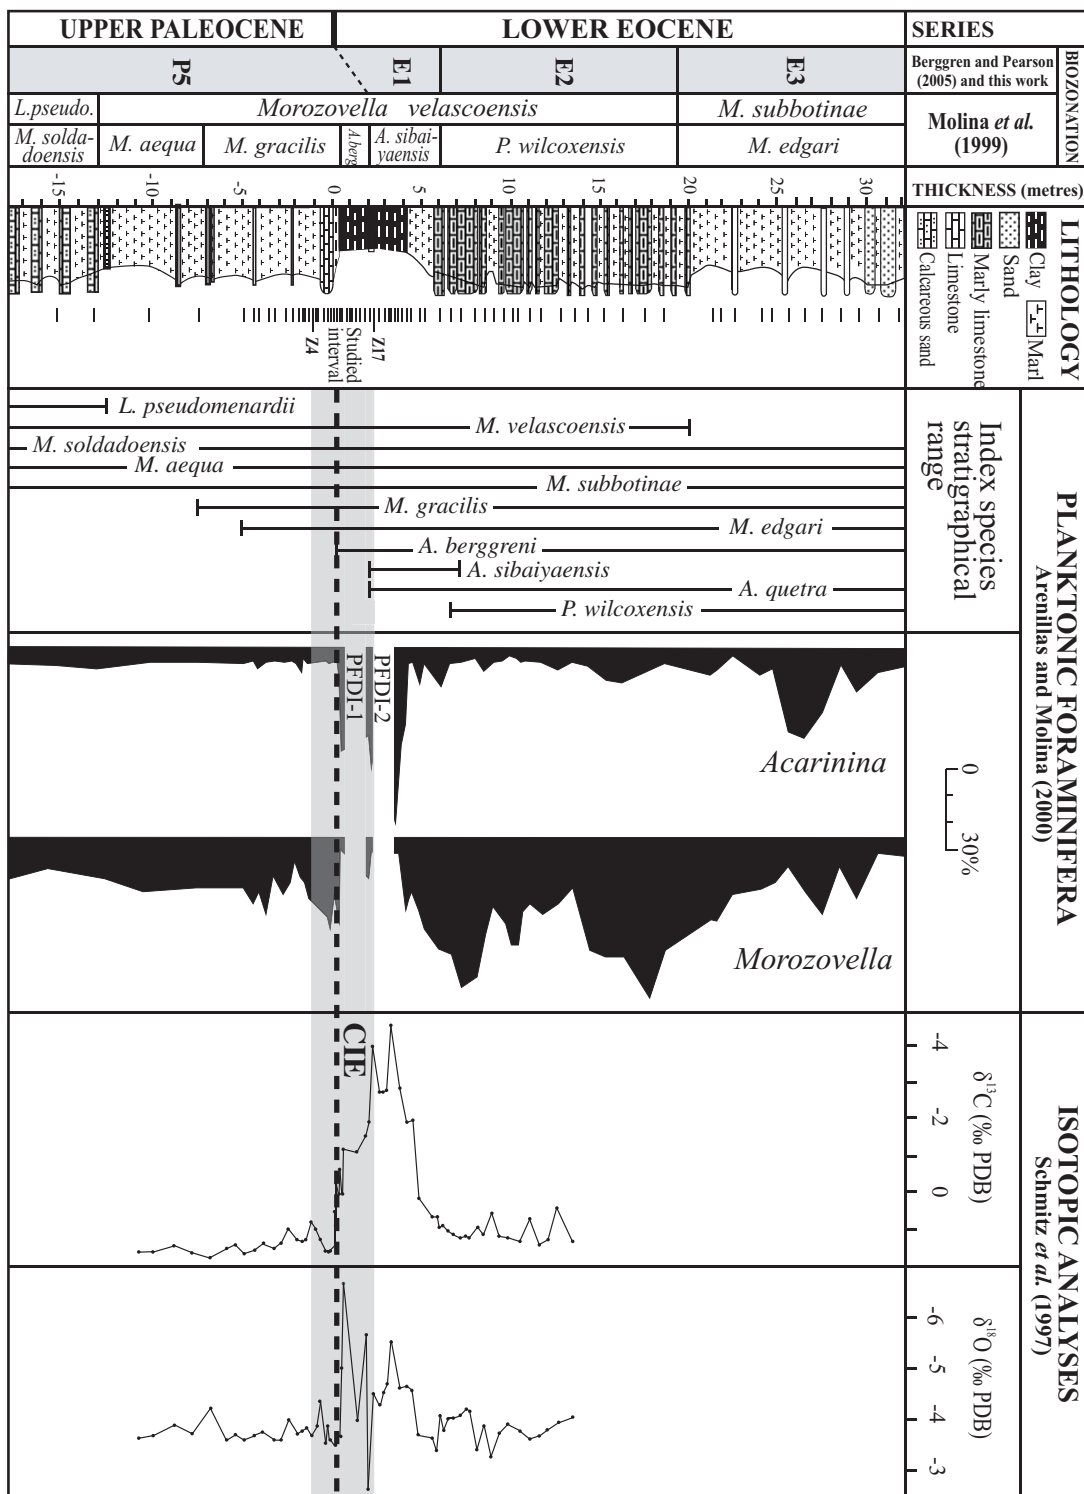 UPPER PALEOCENE
LOWER EOCENE
SERIES
P5
E1
E2
E3
Berggren and Pearson
(2005) and this work
BIOZONATION
L.pseudo.
Morozovella velascoensis
M. subbotinae
Molina et al.
(1999)
M. solda-
doensis
M. aequa
M. gracilis
A.berg
A. sibai-
yaensis
P. wilcoxensis
M. edgari
-15
-10
-5
0
5
10
15
20
25
30
THICKNESS (metres)
LITHOLOGY
Clay
Marl
Sand
Marly limestone
Limestone
Calcareous sand
Z4
Studied
interval
Z17
L. pseudomenardii
M. velascoensis
M. soldadoensis
M. aequa
M. subbotinae
M. gracilis
M. edgari
A. berggreni
A. sibaiyaensis
A. quetra
P. wilcoxensis
Index species
stratigraphical
range
PLANKTONIC FORAMINIFERA
Arenillas and Molina (2000)
PFDI-1
PFDI-2
Acarinina
0
30%
Morozovella
CIE
-4
-2
0
δ13C (‰ PDB)
ISOTOPIC ANALYSES
Schmitz et al. (1997)
-6
-5
-4
-3
δ18O (‰ PDB)